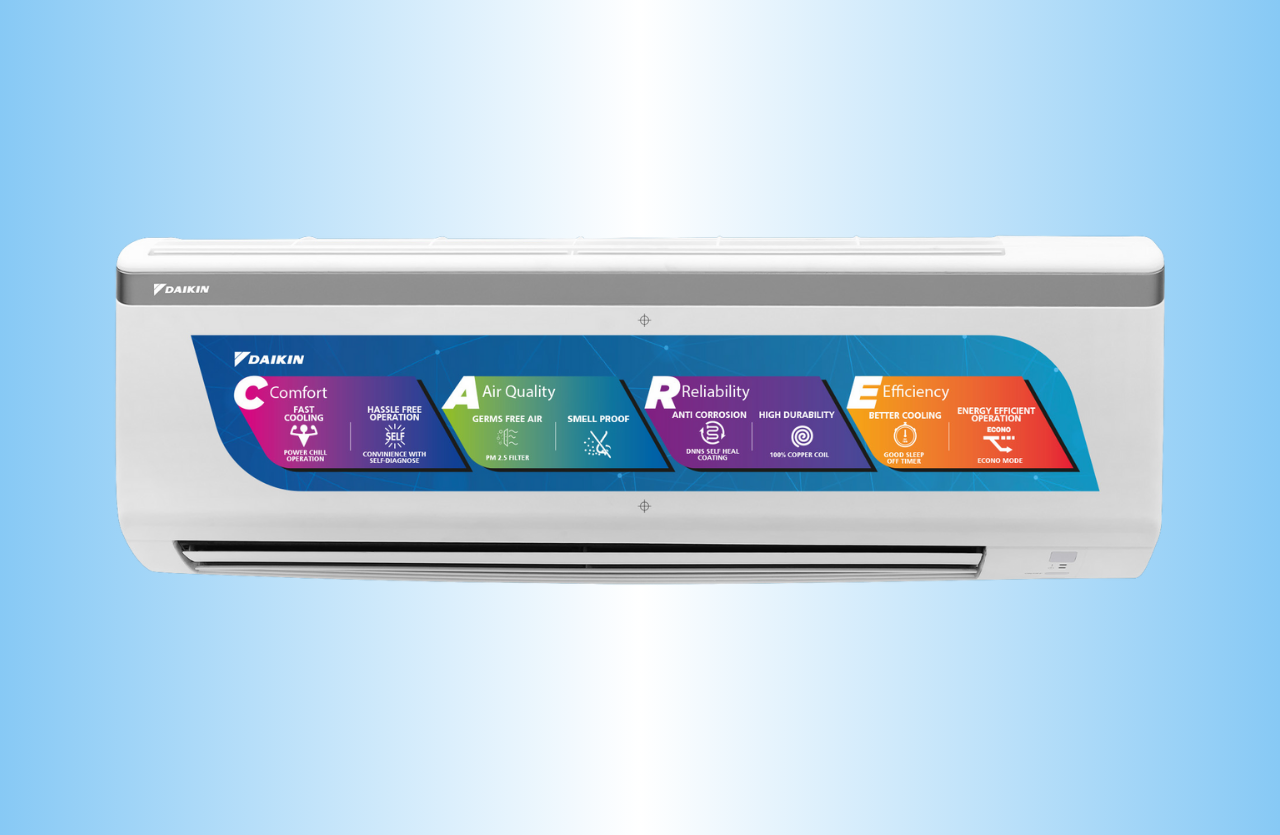 DAIKIN
DAIKIN
Comfort
FAST
COOLING
POWER CHILL
OPERATION
HASSLE FREE
OPERATION
SELF
CONVINIENCE WITH
SELF-DIAGNOSE
Air Quality
GERMS FREE AIR
PM 2.5 FILTER
SMELL PROOF
Reliability
ANTI CORROSION
DNNS SELF HEAL
COATING
HIGH DURABILITY
100% COPPER COIL
Efficiency
BETTER COOLING
GOOD SLEEP
OFF TIMER
ENERGY EFFICIENT
OPERATION
ECONO
ECONO MODE